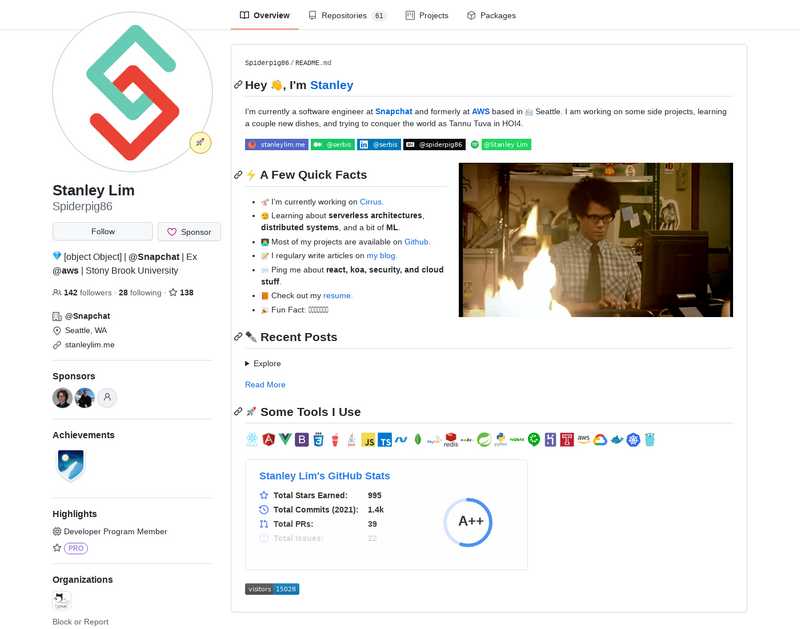 Overview
Repositories 61
Projects
Packages
Stanley Lim
Spiderpig86
Follow
Sponsor
[object Object] | @Snapchat | Ex
@aws | Stony Brook University
142 followers · 28 following · 138
@Snapchat
Seattle, WA
stanleylim.me
Sponsors
Achievements
Highlights
Developer Program Member
PRO
Organizations
Block or Report
Spiderpig86/README.md
Hey 👋, I'm Stanley
I'm currently a software engineer at Snapchat and formerly at AWS based in Seattle. I am working on some side projects, learning
a couple new dishes, and trying to conquer the world as Tannu Tuva in HOI4.
stanleylim.me @serbis @serbis @spiderpig86 @Stanley Lim
⚡ A Few Quick Facts
I'm currently working on Cirrus.
Learning about serverless architectures,
distributed systems, and a bit of ML.
Most of my projects are available on Github.
I regulary write articles on my blog.
Ping me about react, koa, security, and cloud
stuff.
Check out my resume.
Fun Fact:
Recent Posts
Explore
Read More
🚀 Some Tools I Use
JS TS redis node python aws
Stanley Lim's GitHub Stats
Total Stars Earned: 995
Total Commits (2021): 1.4k
Total PRs: 39
Total Issues: 22
A++
visitors 15028